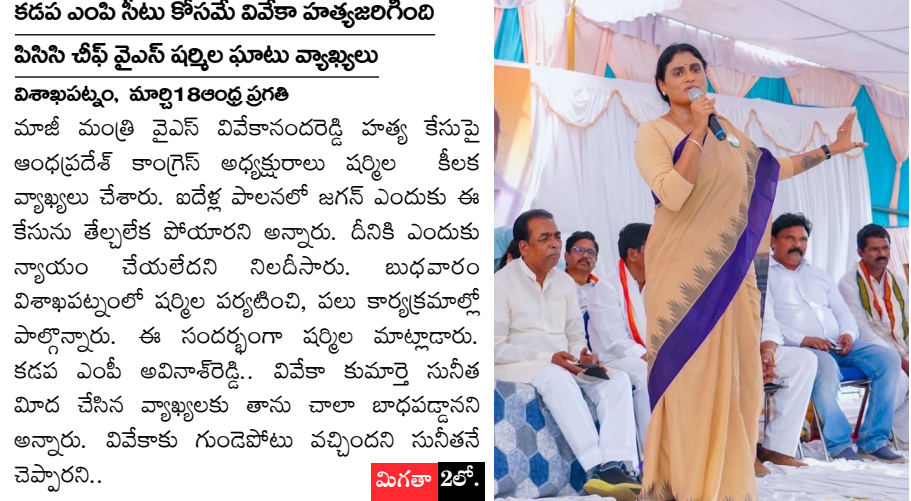 కడప ఎంపి సీటు కోసమే వివేకా హత్యజరిగింది
పిసిసి చీఫ్ వైఎస్ షర్మిల ఘాటు వ్యాఖ్యలు
విశాఖపట్నం, మార్చి18ఆంధ్ర ప్రగతి
మాజీ మంత్రి వైఎస్ వివేకానందరెడ్డి హత్య కేసుపై
ఆంధప్రదేశ్ కాంగ్రెస్ అధ్యక్షురాలు షర్మిల కీలక
వ్యాఖ్యలు చేశారు. ఐదేళ్ల పాలనలో జగన్ ఎందుకు ఈ
కేసును తేల్చలేక పోయారని అన్నారు. దీనికి ఎందుకు
న్యాయం చేయలేదని నిలదీసారు. బుధవారం
విశాఖపట్నంలో షర్మిల పర్యటించి, పలు కార్యక్రమాల్లో
పాల్గొన్నారు. ఈ సందర్భంగా షర్మిల మాట్లాడారు.
కడప ఎంపీ అవినాశ్‌రెడ్డి.. వివేకా కుమార్తె సునీత
మీద చేసిన వ్యాఖ్యలకు తాను చాలా బాధపడ్డానని
అన్నారు. వివేకాకు గుండెపోటు వచ్చిందని సునీతనే
చెప్పారని..
మిగతా 2లో.